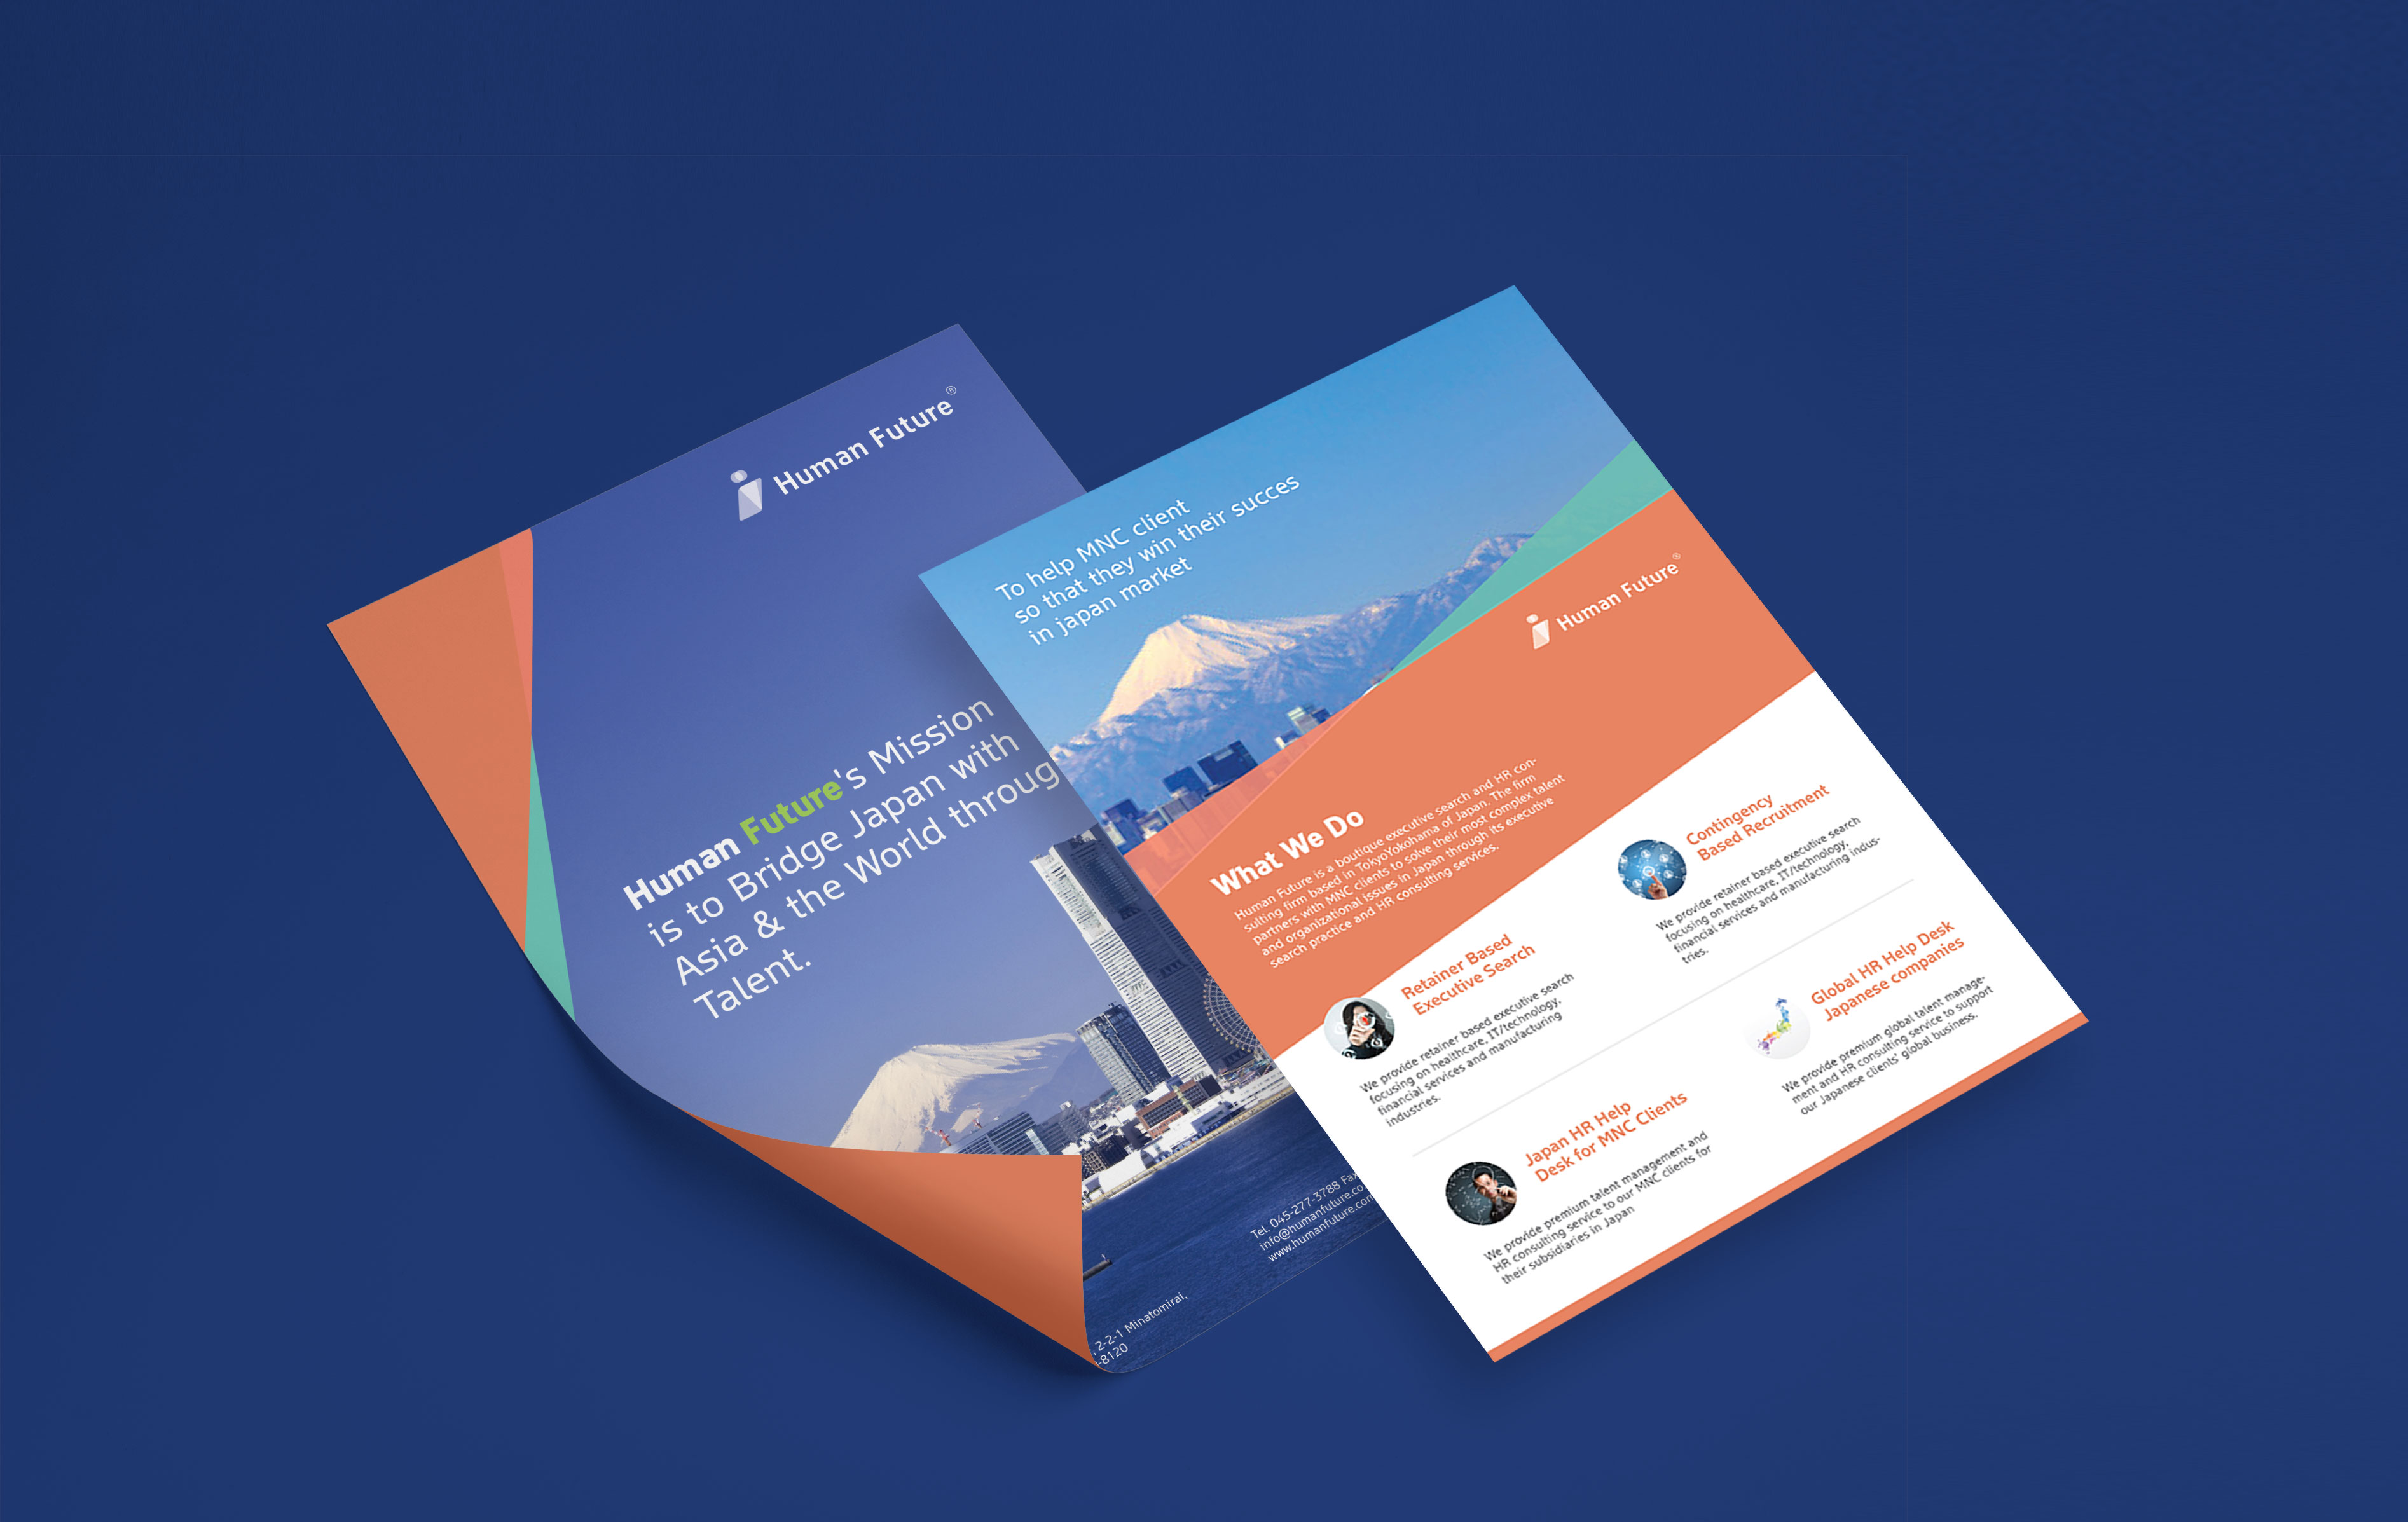 Human Future®
Human Future's Mission
is to Bridge Japan with
Asia & the World throug
Talent.
Tel. 045-277-3788 Fax
info@humanfuture.co.
www.humanfuture.com
2-2-1 Minatomirai,
-8120
To help MNC client
so that they win their succes
in japan market
Human Future®
What We Do
Human Future is a boutique executive search and HR con-
sulting firm based in TokyoYokohama of Japan. The firm
partners with MNC clients to solve their most complex talent
and organizational issues in Japan through its executive
search practice and HR consulting services.
Retainer Based
Executive Search
We provide retainer based executive search
focusing on healthcare, IT/technology,
financial services and manufacturing
industries.
Contingency
Based Recruitment
We provide retainer based executive search
focusing on healthcare, IT/technology,
financial services and manufacturing indus-
tries.
Japan HR Help
Desk for MNC Clients
We provide premium talent management and
HR consulting service to our MNC clients for
their subsidiaries in Japan
Global HR Help Desk
Japanese companies
We provide premium global talent manage-
ment and HR consulting service to support
our Japanese clients' global business.